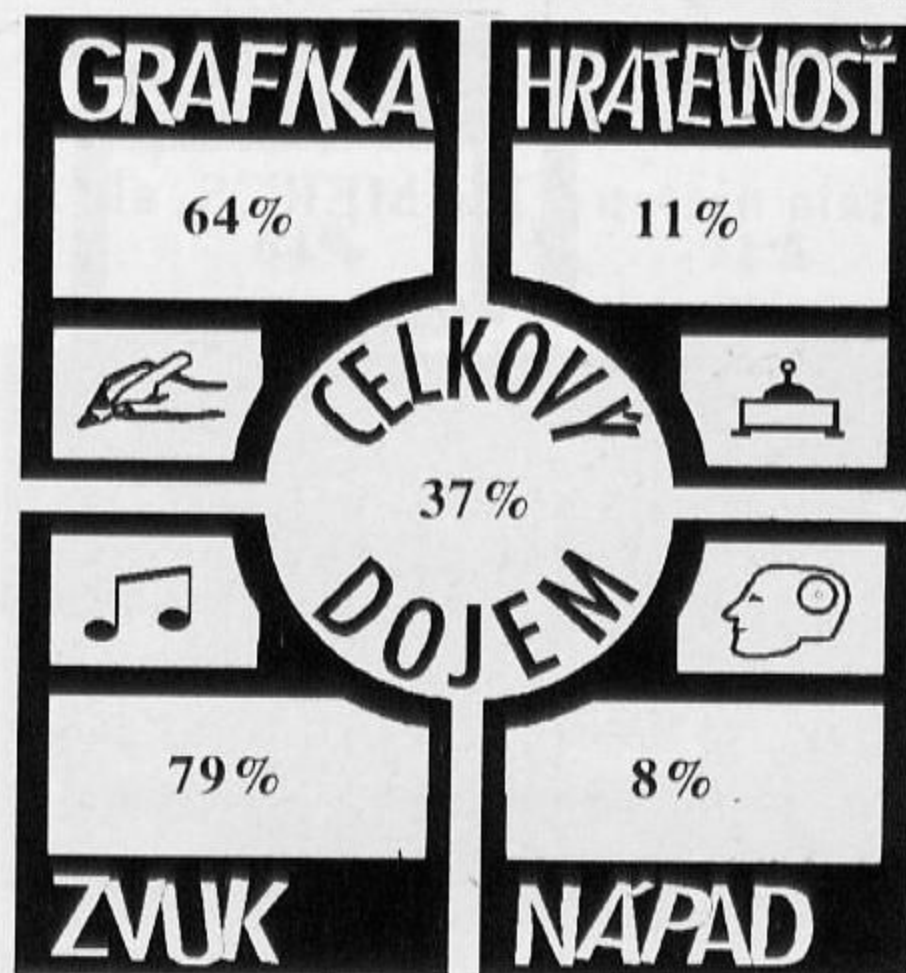 GRAFIKA
64%
HRATEĽNOSŤ
11%
CELKOVÝ
37%
DOJEM
79%
ZVUK
8%
NÁPAD